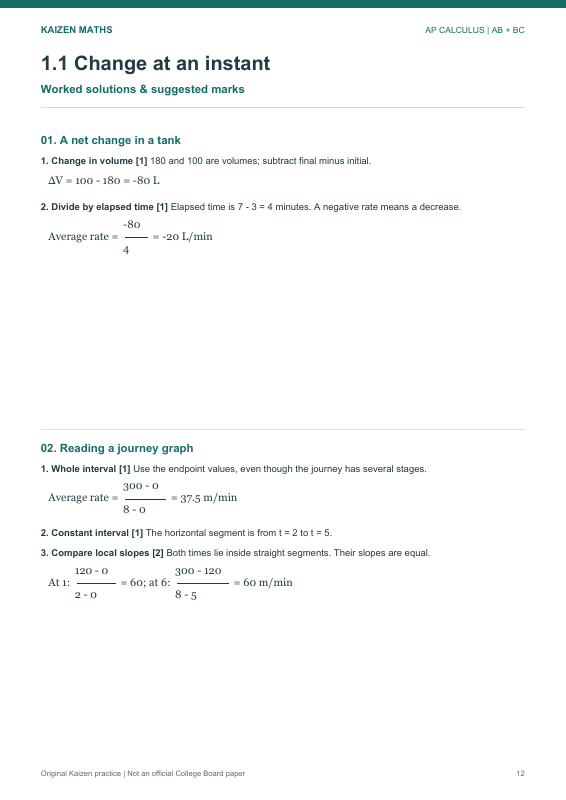 KAIZEN MATHS
AP CALCULUS | AB + BC
1.1 Change at an instant
Worked solutions & suggested marks
01. A net change in a tank
1. Change in volume [1] 180 and 100 are volumes; subtract final minus initial.
ΔV = 100 - 180 = -80 L
2. Divide by elapsed time [1] Elapsed time is 7 - 3 = 4 minutes. A negative rate means a decrease.
-80
Average rate = = -20 L/min
4
02. Reading a journey graph
1. Whole interval [1] Use the endpoint values, even though the journey has several stages.
300 - 0
Average rate = = 37.5 m/min
8 - 0
2. Constant interval [1] The horizontal segment is from t = 2 to t = 5.
3. Compare local slopes [2] Both times lie inside straight segments. Their slopes are equal.
120 - 0 300 - 120
At 1: = 60; at 6: = 60 m/min
2 - 0 8 - 5
Original Kaizen practice | Not an official College Board paper
12